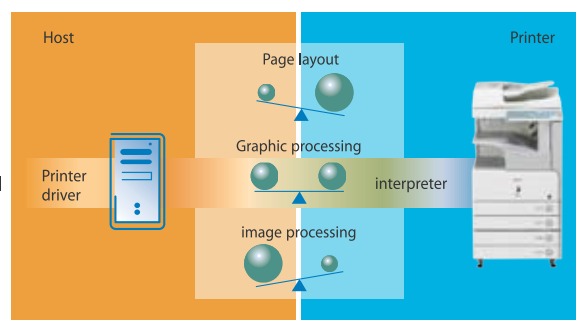 Host
Printer
Page layout
Graphic processing
Printer
driver
interpreter
image processing